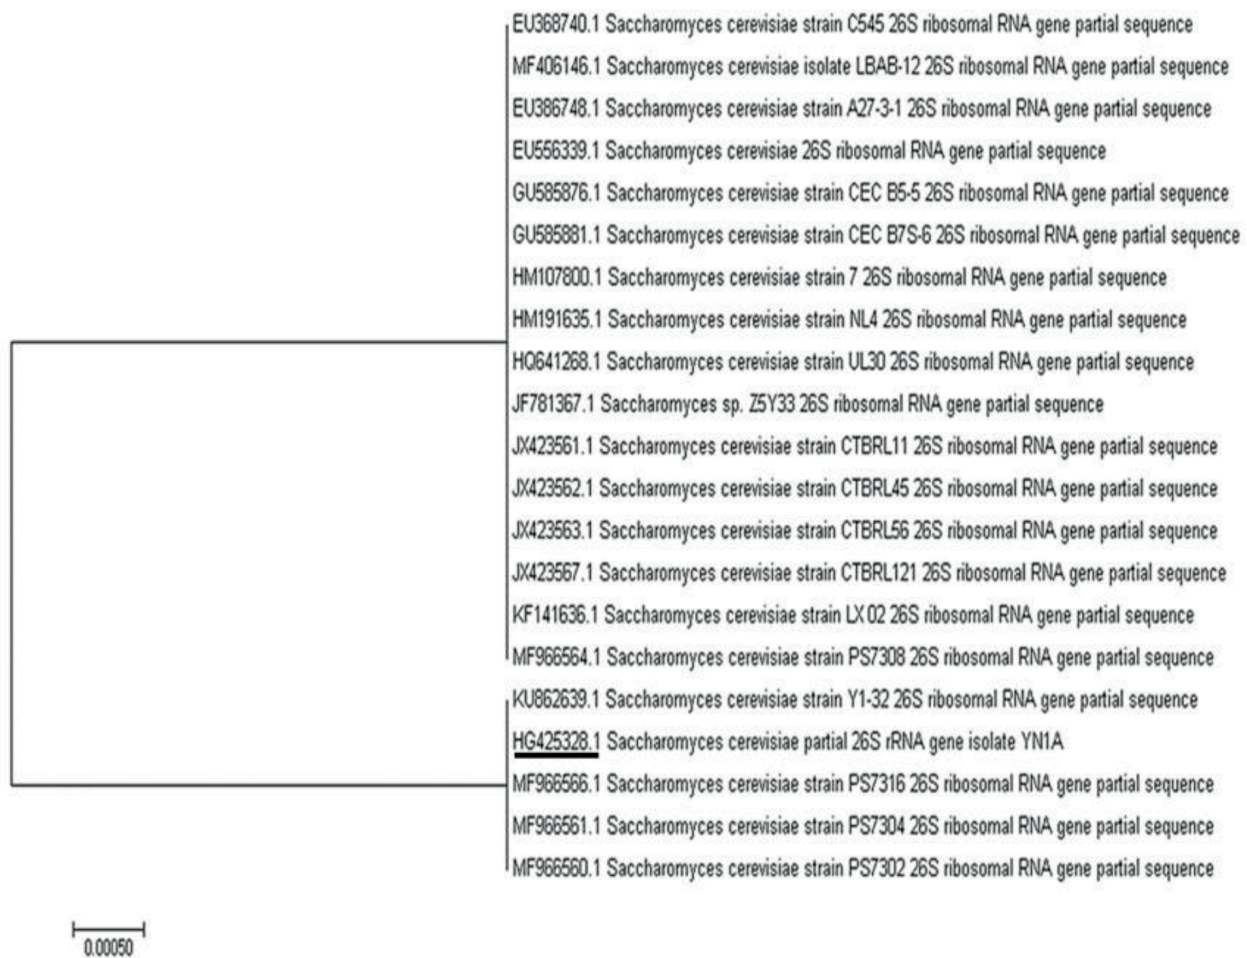 EU368740.1 Saccharomyces cerevisiae strain C545 26S ribosomal RNA gene partial sequence
MF406146.1 Saccharomyces cerevisiae isolate LBAB-12 26S ribosomal RNA gene partial sequence
EU386748.1 Saccharomyces cerevisiae strain A27-3-1 26S ribosomal RNA gene partial sequence
EU556339.1 Saccharomyces cerevisiae 26S ribosomal RNA gene partial sequence
GU585876.1 Saccharomyces cerevisiae strain CEC B5-5 26S ribosomal RNA gene partial sequence
GU585881.1 Saccharomyces cerevisiae strain CEC B7S-6 26S ribosomal RNA gene partial sequence
HM107800.1 Saccharomyces cerevisiae strain 7 26S ribosomal RNA gene partial sequence
HM191635.1 Saccharomyces cerevisiae strain NL4 26S ribosomal RNA gene partial sequence
HQ641268.1 Saccharomyces cerevisiae strain UL30 26S ribosomal RNA gene partial sequence
JF781367.1 Saccharomyces sp. Z5Y33 26S ribosomal RNA gene partial sequence
JX423561.1 Saccharomyces cerevisiae strain CTBRL11 26S ribosomal RNA gene partial sequence
JX423562.1 Saccharomyces cerevisiae strain CTBRL45 26S ribosomal RNA gene partial sequence
JX423563.1 Saccharomyces cerevisiae strain CTBRL56 26S ribosomal RNA gene partial sequence
JX423567.1 Saccharomyces cerevisiae strain CTBRL121 26S ribosomal RNA gene partial sequence
KF141636.1 Saccharomyces cerevisiae strain LX 02 26S ribosomal RNA gene partial sequence
MF966564.1 Saccharomyces cerevisiae strain PS7308 26S ribosomal RNA gene partial sequence
KU862639.1 Saccharomyces cerevisiae strain Y1-32 26S ribosomal RNA gene partial sequence
HG425328.1 Saccharomyces cerevisiae partial 26S rRNA gene isolate YN1A
MF966566.1 Saccharomyces cerevisiae strain PS7316 26S ribosomal RNA gene partial sequence
MF966561.1 Saccharomyces cerevisiae strain PS7304 26S ribosomal RNA gene partial sequence
MF966560.1 Saccharomyces cerevisiae strain PS7302 26S ribosomal RNA gene partial sequence
0.00050